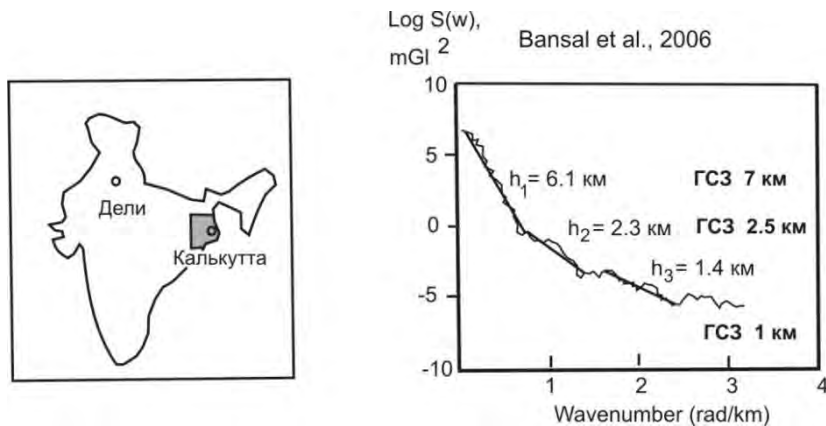 Дели
Калькутта
Log S(w),
mGl 2
Bansal et al., 2006
10
5
0
-5
-10
h1= 6.1 км
ГСЗ 7 км
h2= 2.3 км
ГСЗ 2.5 км
h3= 1.4 км
ГСЗ 1 км
1
2
3
4
Wavenumber (rad/km)